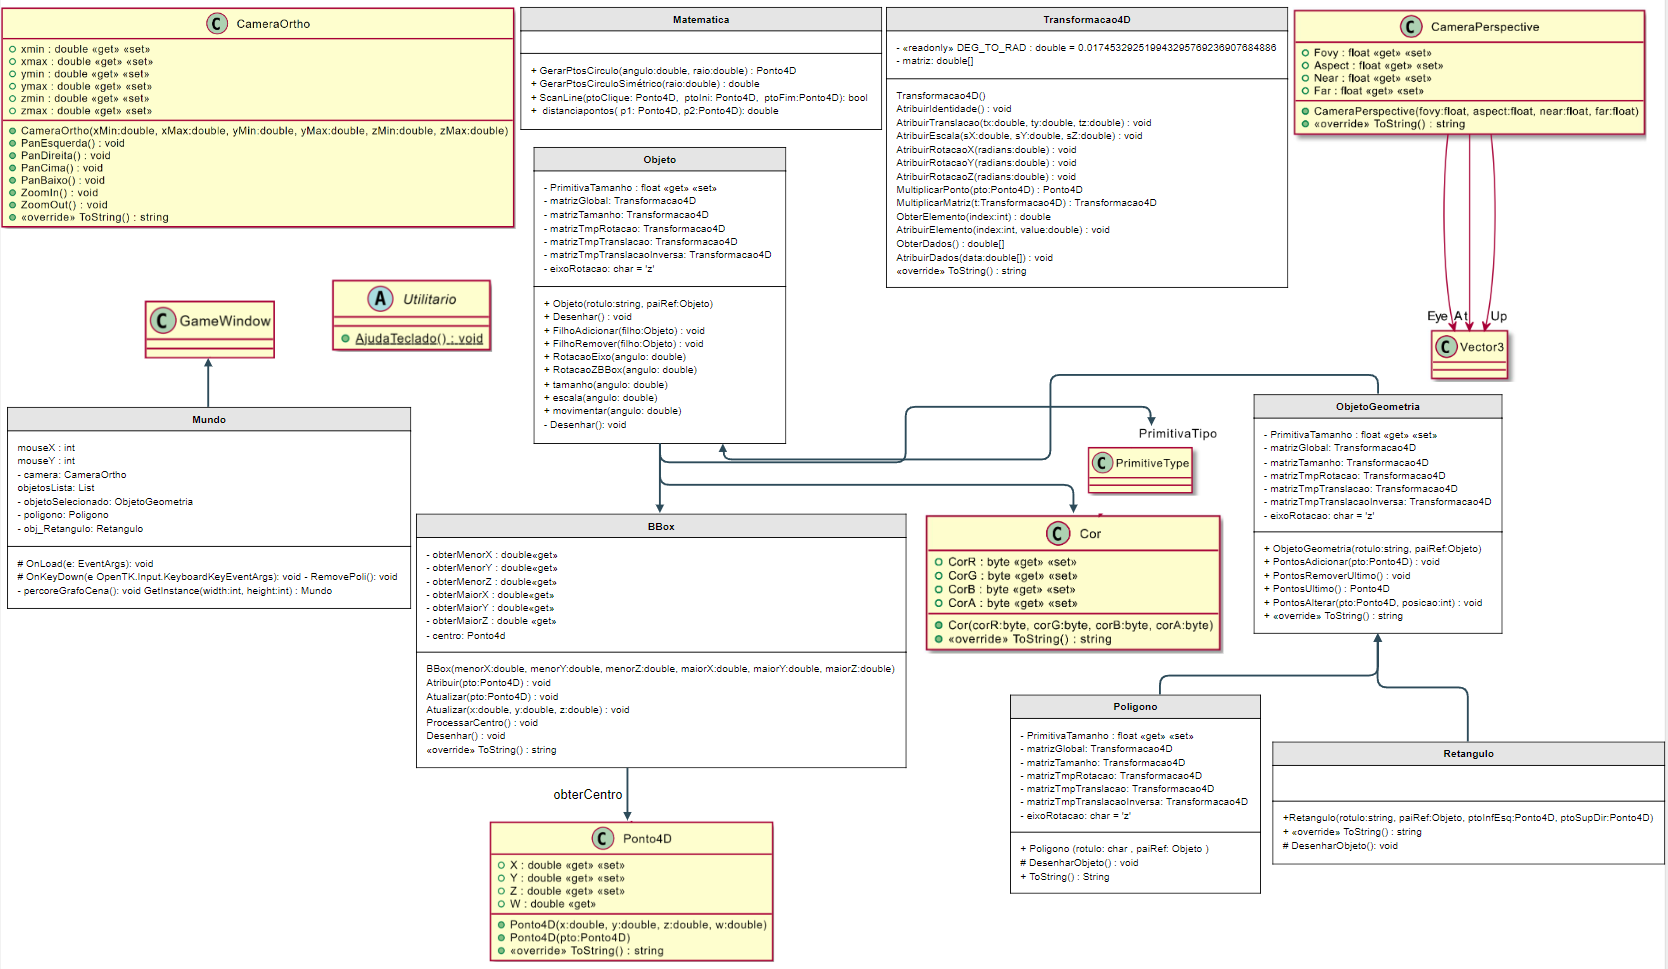 C CameraOrtho
xmin : double «get» «set»
xmax : double «get» «set»
ymin : double «get» «set»
ymax : double «get» «set»
zmin : double «get» «set»
zmax : double «get» «set»
CameraOrtho(xMin:double, xMax:double, yMin:double, yMax:double, zMin:double, zMax:double)
PanEsquerda() : void
PanDireita() : void
PanCima() : void
PanBaixo() : void
ZoomIn() : void
ZoomOut() : void
«override» ToString() : string
Matematica
+ GerarPtosCirculo(angulo:double, raio:double) : Ponto4D
+ GerarPtosCirculoSimétrico(raio:double) : double
+ ScanLine(ptoClique: Ponto4D, ptoIni: Ponto4D, ptoFim:Ponto4D): bool
+ distanciapontos( p1: Ponto4D, p2:Ponto4D): double
Transformacao4D
- «readonly» DEG_TO_RAD : double = 0.017453292519943295769236907684886
- matriz: double[]
Transformacao4D()
AtribuirIdentidade() : void
AtribuirTranslacao(tx:double, ty:double, tz:double) : void
AtribuirEscala(sX:double, sY:double, sZ:double) : void
AtribuirRotacaoX(radians:double) : void
AtribuirRotacaoY(radians:double) : void
AtribuirRotacaoZ(radians:double) : void
MultiplicarPonto(pto:Ponto4D) : Ponto4D
MultiplicarMatriz(t:Transformacao4D) : Transformacao4D
ObterElemento(index:int) : double
AtribuirElemento(index:int, value:double) : void
ObterDados() : double[]
AtribuirDados(data:double[]) : void
«override» ToString() : string
C CameraPerspective
Fovy : float «get» «set»
Aspect : float «get» «set»
Near : float «get» «set»
Far : float «get» «set»
CameraPerspective(fovy:float, aspect:float, near:float, far:float)
«override» ToString() : string
Objeto
- PrimitivaTamanho : float «get» «set»
- matrizGlobal: Transformacao4D
- matrizTamanho: Transformacao4D
- matrizTmpRotacao: Transformacao4D
- matrizTmpTranslacao: Transformacao4D
- matrizTmpTranslacaoInversa: Transformacao4D
- eixoRotacao: char = 'z'
+ Objeto(rotulo:string, paiRef:Objeto)
+ Desenhar() : void
+ FilhoAdicionar(filho:Objeto) : void
+ FilhoRemover(filho:Objeto) : void
+ RotacaoEixo(angulo: double)
+ RotacaoZBBox(angulo: double)
+ tamanho(angulo: double)
+ escala(angulo: double)
+ movimentar(angulo: double)
- Desenhar(): void
A Utilitario
AjudaTeclado() : void
C GameWindow
Eye At Up
C Vector3
Mundo
mouseX : int
mouseY : int
- camera: CameraOrtho
objetosLista: List
- objetoSelecionado: ObjetoGeometria
- poligono: Poligono
- obj_Retangulo: Retangulo
# OnLoad(e: EventArgs): void
# OnKeyDown(e OpenTK.Input.KeyboardKeyEventArgs): void - RemovePoli(): void
- percoreGrafoCena(): void GetInstance(width:int, height:int) : Mundo
PrimitivaTipo
C PrimitiveType
ObjetoGeometria
- PrimitivaTamanho : float «get» «set»
- matrizGlobal: Transformacao4D
- matrizTamanho: Transformacao4D
- matrizTmpRotacao: Transformacao4D
- matrizTmpTranslacao: Transformacao4D
- matrizTmpTranslacaoInversa: Transformacao4D
- eixoRotacao: char = 'z'
+ ObjetoGeometria(rotulo:string, paiRef:Objeto)
+ PontosAdicionar(pto:Ponto4D) : void
+ PontosRemoverUltimo() : void
+ PontosUltimo() : Ponto4D
+ PontosAlterar(pto:Ponto4D, posicao:int) : void
+ «override» ToString() : string
BBox
- obterMenorX : double«get»
- obterMenorY : double«get»
- obterMenorZ : double«get»
- obterMaiorX : double«get»
- obterMaiorY : double«get»
- obterMaiorZ : double «get»
- centro: Ponto4d
BBox(menorX:double, menorY:double, menorZ:double, maiorX:double, maiorY:double, maiorZ:double)
Atribuir(pto:Ponto4D) : void
Atualizar(pto:Ponto4D) : void
Atualizar(x:double, y:double, z:double) : void
ProcessarCentro() : void
Desenhar() : void
«override» ToString() : string
C Cor
CorR : byte «get» «set»
CorG : byte «get» «set»
CorB : byte «get» «set»
CorA : byte «get» «set»
Cor(corR:byte, corG:byte, corB:byte, corA:byte)
«override» ToString() : string
Poligono
- PrimitivaTamanho : float «get» «set»
- matrizGlobal: Transformacao4D
- matrizTamanho: Transformacao4D
- matrizTmpRotacao: Transformacao4D
- matrizTmpTranslacao: Transformacao4D
- matrizTmpTranslacaoInversa: Transformacao4D
- eixoRotacao: char = 'z'
+ Poligono (rotulo: char , paiRef: Objeto )
# DesenharObjeto() : void
+ ToString() : String
Retangulo
+Retangulo(rotulo:string, paiRef:Objeto, ptoInfEsq:Ponto4D, ptoSupDir:Ponto4D)
+ «override» ToString() : string
# DesenharObjeto(): void
obterCentro
C Ponto4D
X : double «get» «set»
Y : double «get» «set»
Z : double «get» «set»
W : double «get»
Ponto4D(x:double, y:double, z:double, w:double)
Ponto4D(pto:Ponto4D)
«override» ToString() : string